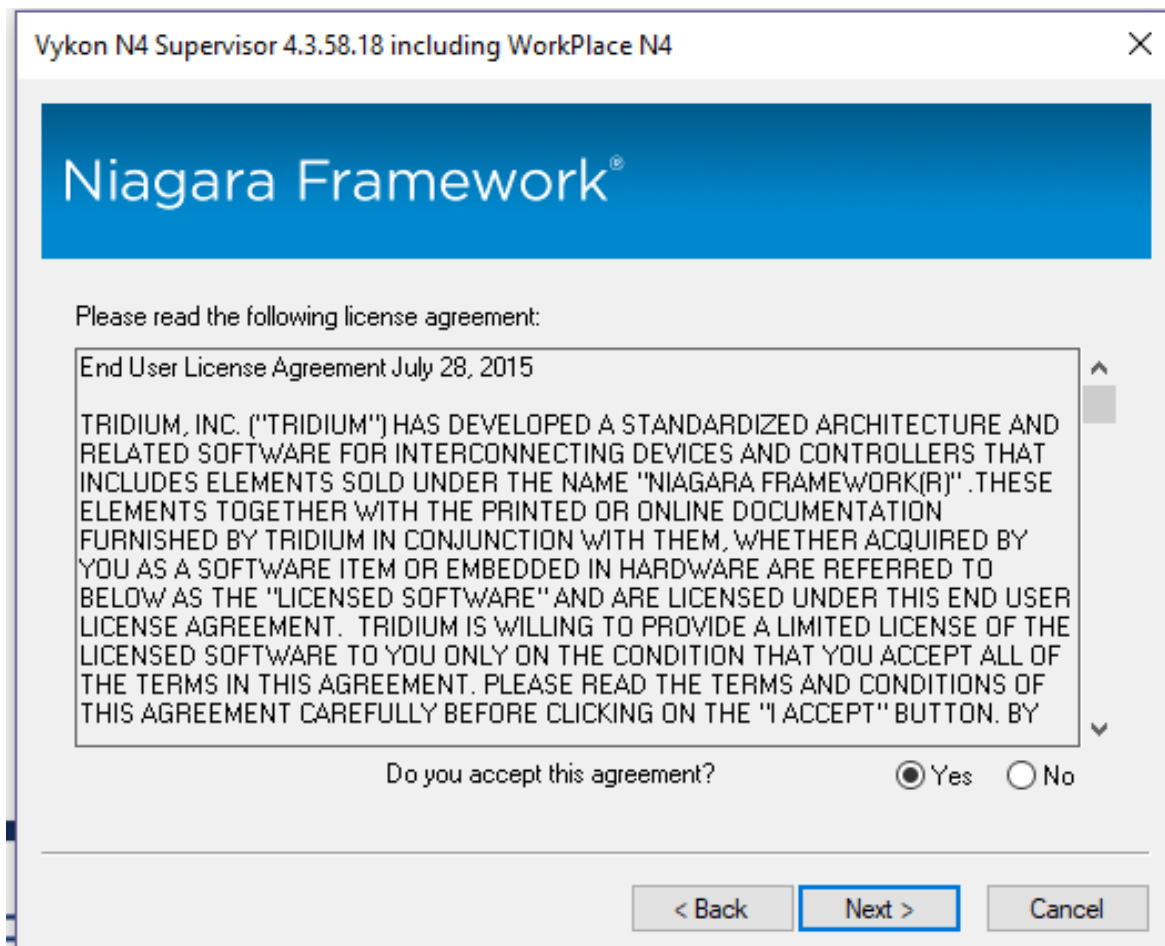 Vykon N4 Supervisor 4.3.58.18 including WorkPlace N4
Niagara Framework®
Please read the following license agreement:
End User License Agreement July 28, 2015
TRIDIUM, INC. ("TRIDIUM") HAS DEVELOPED A STANDARDIZED ARCHITECTURE AND
RELATED SOFTWARE FOR INTERCONNECTING DEVICES AND CONTROLLERS THAT
INCLUDES ELEMENTS SOLD UNDER THE NAME "NIAGARA FRAMEWORK(R)" .THESE
ELEMENTS TOGETHER WITH THE PRINTED OR ONLINE DOCUMENTATION
FURNISHED BY TRIDIUM IN CONJUNCTION WITH THEM, WHETHER ACQUIRED BY
YOU AS A SOFTWARE ITEM OR EMBEDDED IN HARDWARE ARE REFERRED TO
BELOW AS THE "LICENSED SOFTWARE" AND ARE LICENSED UNDER THIS END USER
LICENSE AGREEMENT.  TRIDIUM IS WILLING TO PROVIDE A LIMITED LICENSE OF THE
LICENSED SOFTWARE TO YOU ONLY ON THE CONDITION THAT YOU ACCEPT ALL OF
THE TERMS IN THIS AGREEMENT. PLEASE READ THE TERMS AND CONDITIONS OF
THIS AGREEMENT CAREFULLY BEFORE CLICKING ON THE "I ACCEPT" BUTTON. BY
Do you accept this agreement? Yes No
< Back Next > Cancel